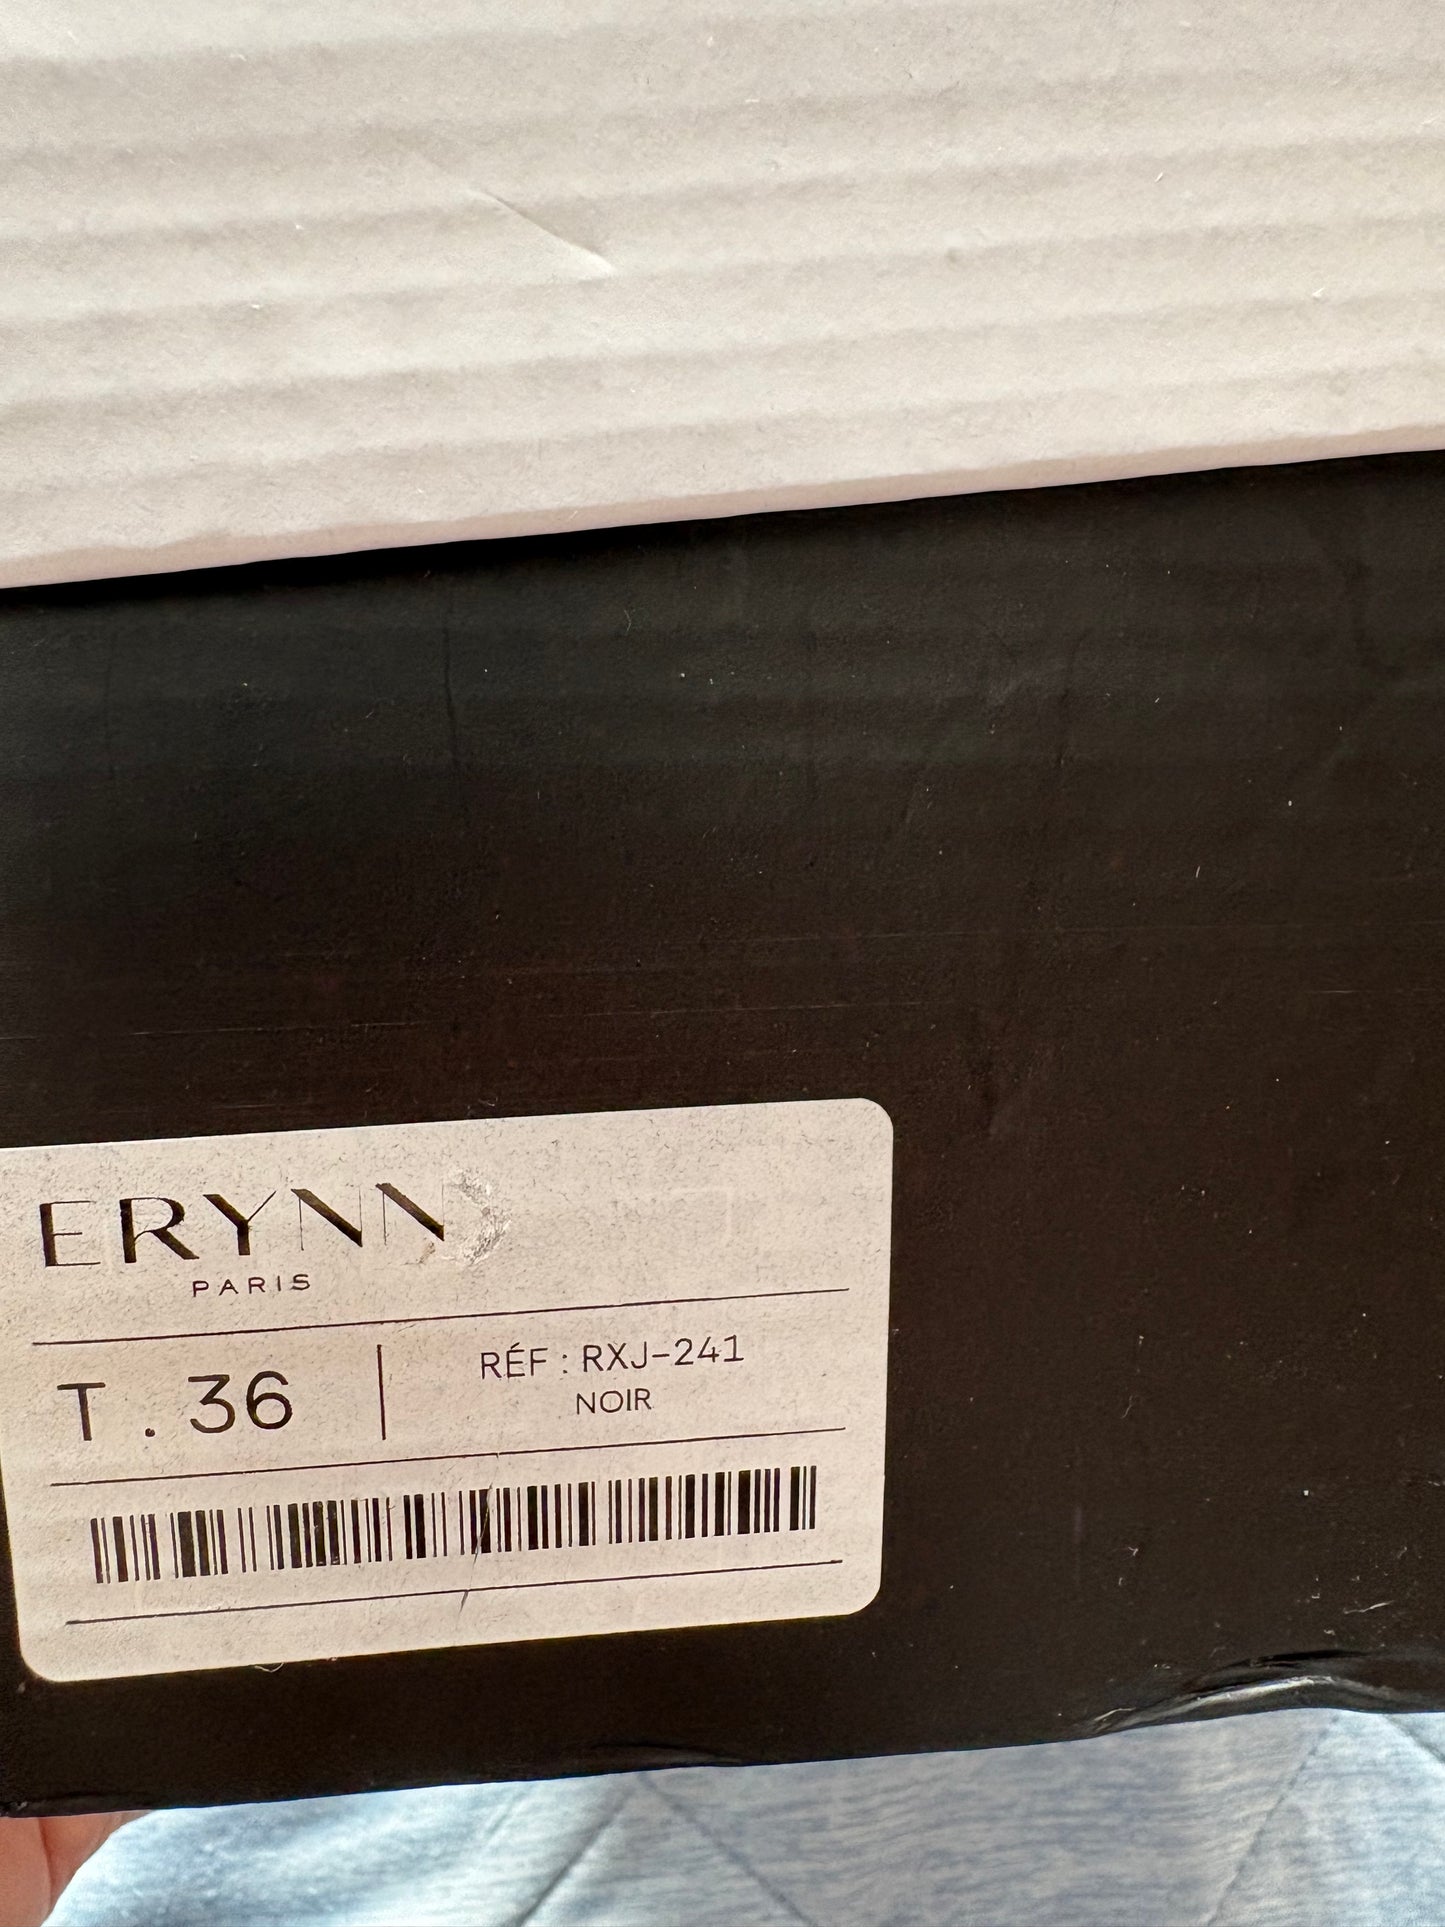 ERYNN
PARIS
T . 36
RÉF : RXJ-241
NOIR